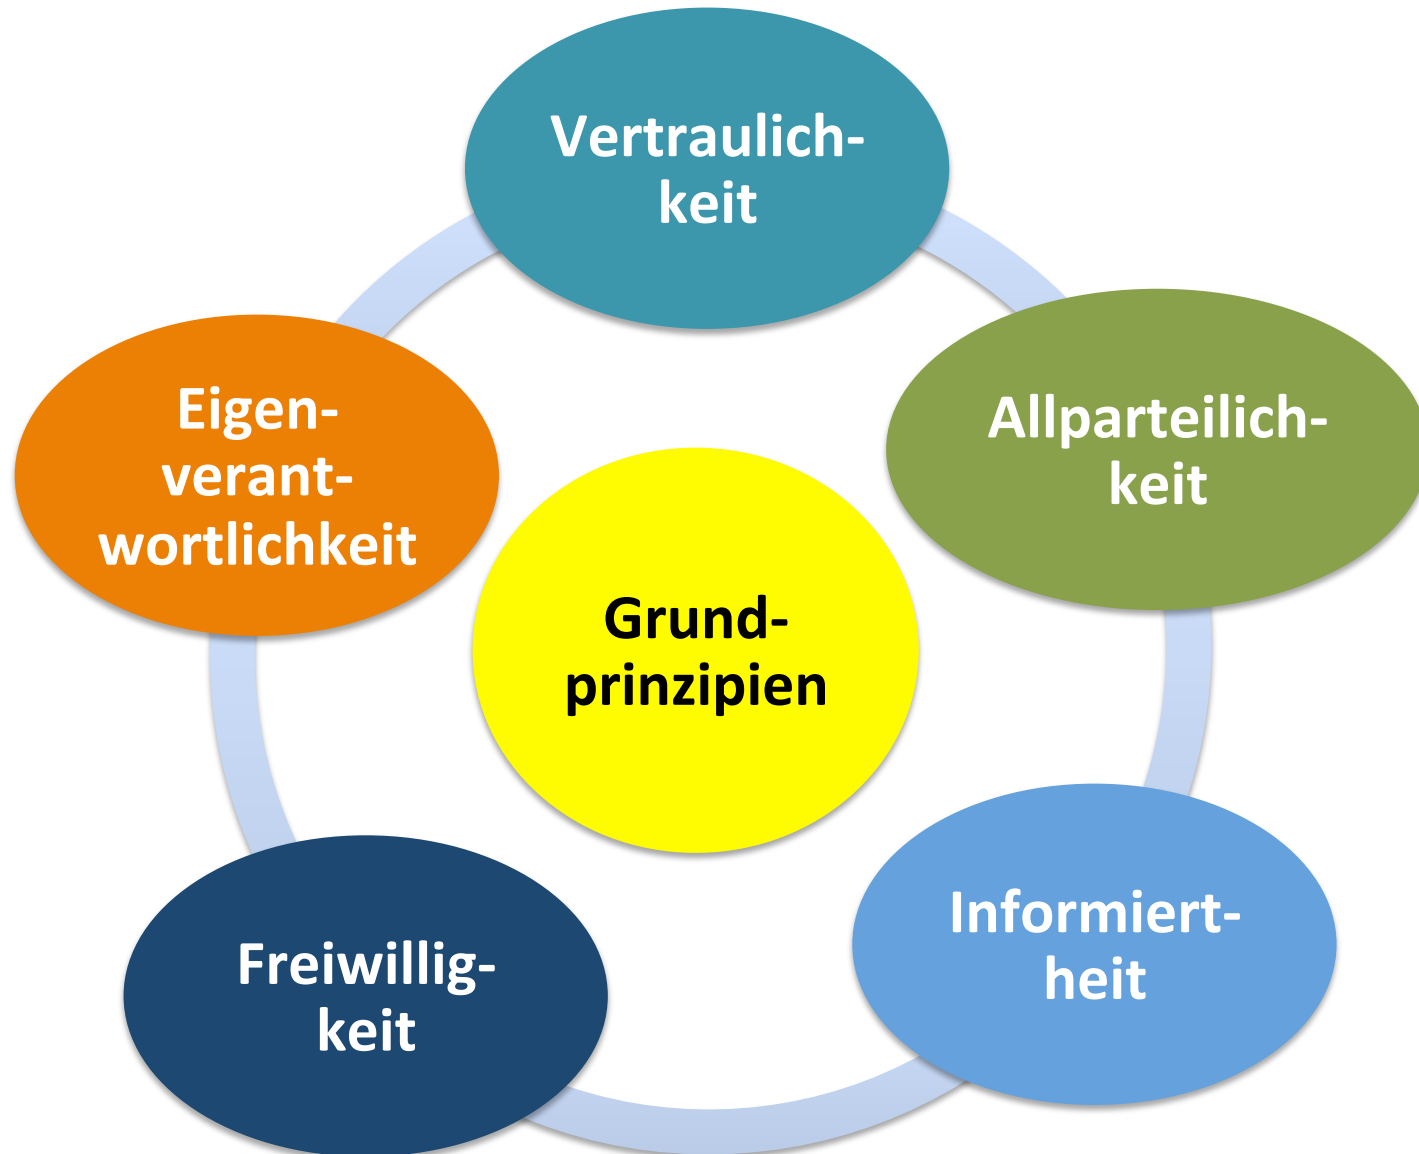 Vertraulich-
keit
Allparteilich-
keit
Eigen-
verant-
wortlichkeit
Grund-
prinzipien
Informiert-
heit
Freiwillig-
keit